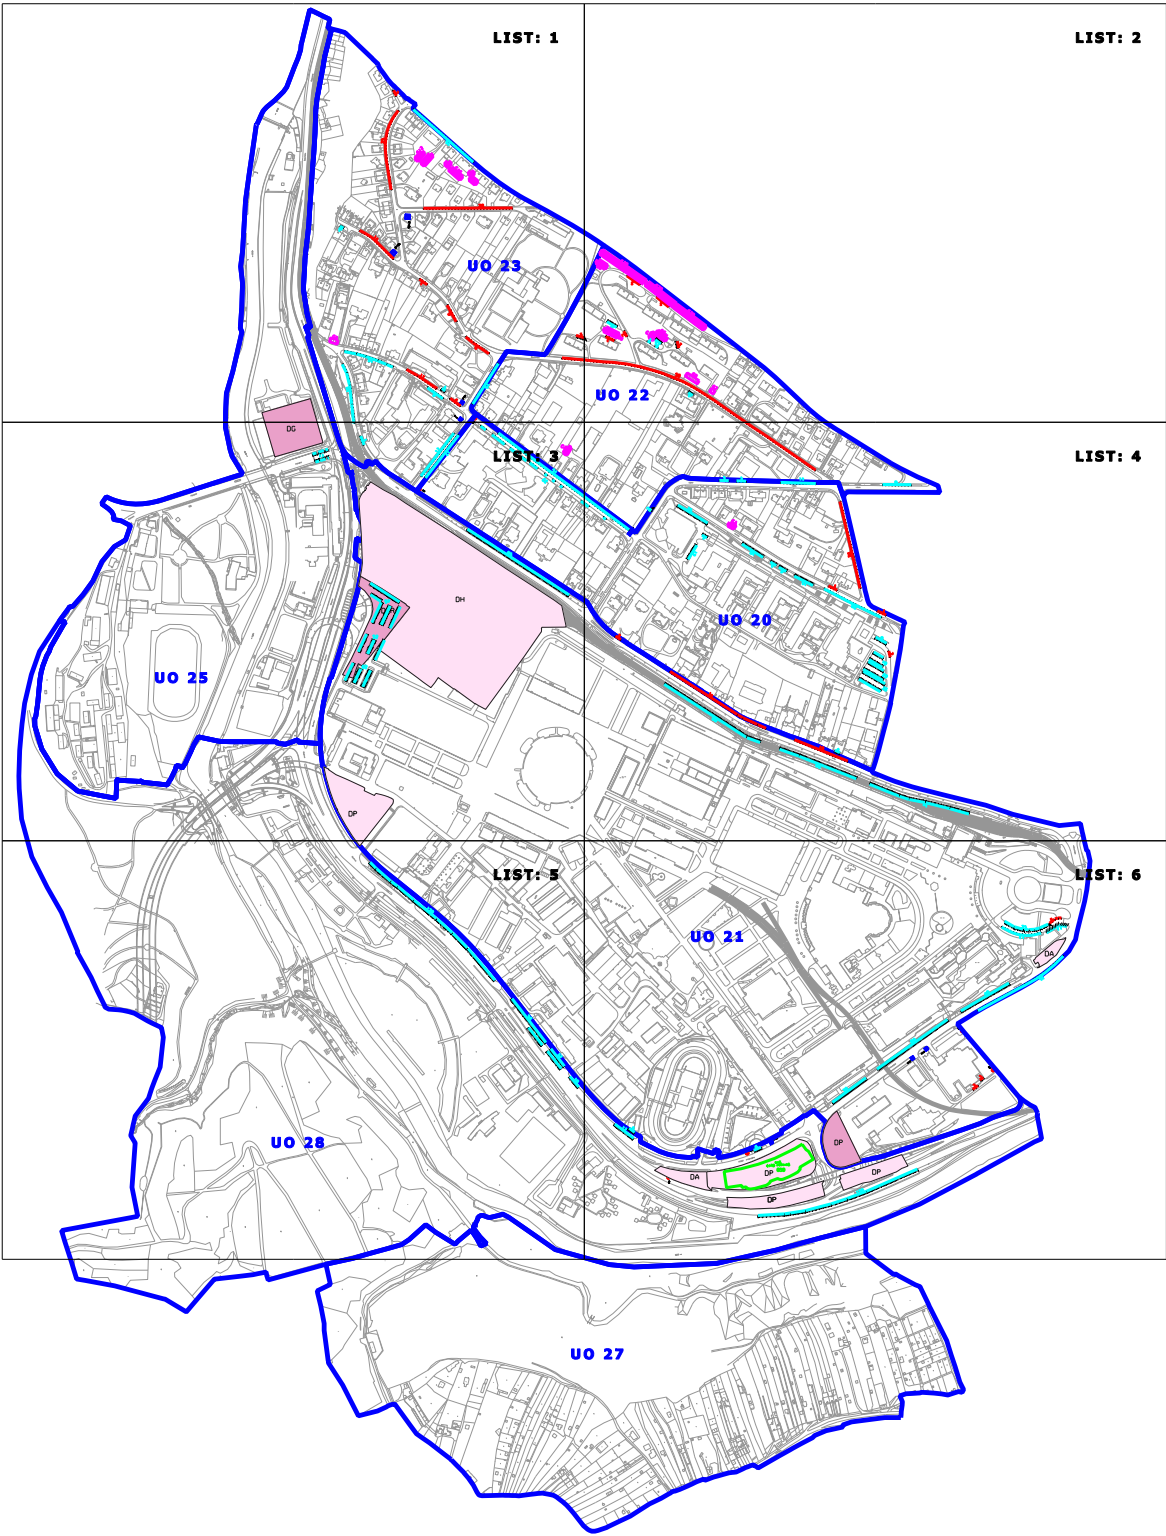 LIST: 1
LIST: 2
UO 23
UO 22
DG
LIST: 3
LIST: 4
DH
UO 20
UO 25
DP
LIST: 5
LIST: 6
UO 21
DA
UO 28
DP
DA
DP
DP
DP
UO 27